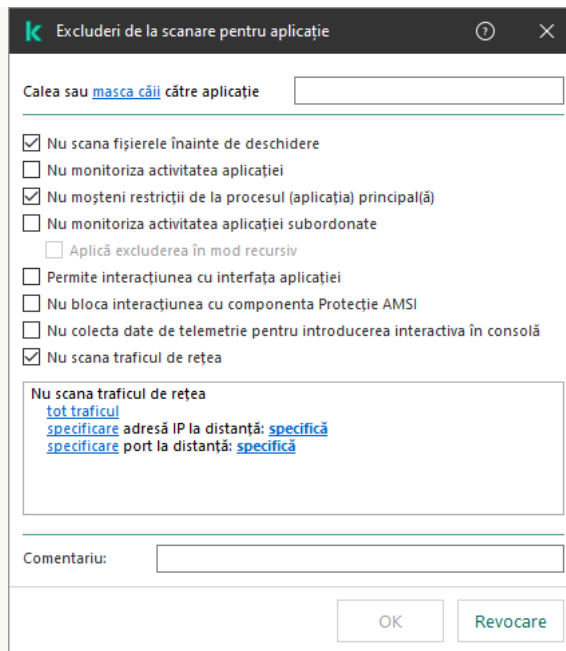 Excluderi de la scanare pentru aplicație
Calea sau masca căii către aplicație
Nu scana fișierele înainte de deschidere
Nu monitoriza activitatea aplicației
Nu moșteni restricții de la procesul (aplicația) principal(ă)
Nu monitoriza activitatea aplicației subordonate
Aplică excluderea în mod recursiv
Permite interacțiunea cu interfața aplicației
Nu bloca interacțiunea cu componenta Protecție AMSI
Nu colecta date de telemetrie pentru introducerea interactiva în consolă
Nu scana traficul de rețea
Nu scana traficul de rețea
tot traficul
specificare adresă IP la distanță: specifică
specificare port la distanță: specifică
Comentariu:
OK Revocare